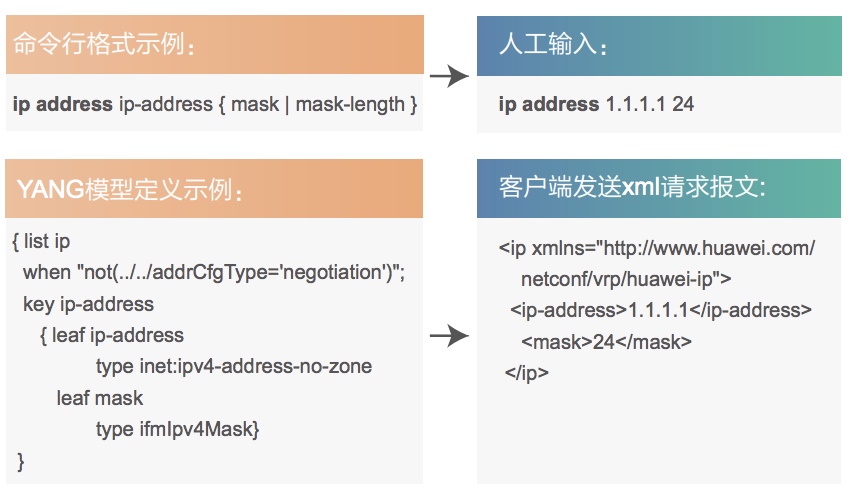 命令行格式示例：
ip address ip-address { mask | mask-length }
人工输入：
ip address 1.1.1.1 24
YANG模型定义示例：
{ list ip
when "not(../../addrCfgType='negotiation')";
key ip-address
{ leaf ip-address
type inet:ipv4-address-no-zone
leaf mask
type ifmIpv4Mask}
}
客户端发送xml请求报文:
<ip xmlns="http://www.huawei.com/
netconf/vrp/huawei-ip">
<ip-address>1.1.1.1</ip-address>
<mask>24</mask>
</ip>